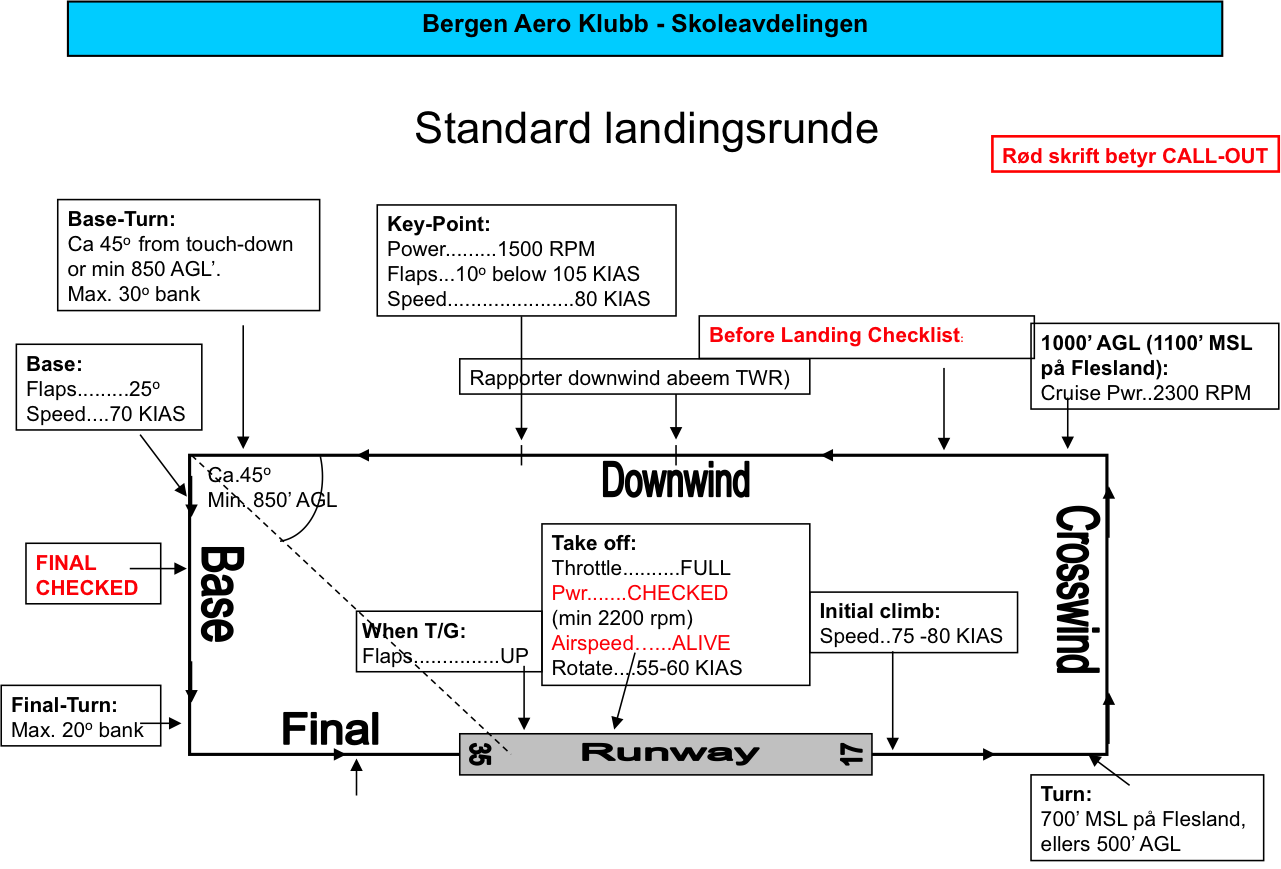 Bergen Aero Klubb - Skoleavdelingen
Standard landingsrunde
Rød skrift betyr CALL-OUT
Base-Turn:
Ca 45º from touch-down
or min 850 AGL’.
Max. 30º bank
Key-Point:
Power.........1500 RPM
Flaps...10º below 105 KIAS
Speed......................80 KIAS
Before Landing Checklist:
1000’ AGL (1100’ MSL
på Flesland):
Cruise Pwr..2300 RPM
Rapporter downwind abeem TWR)
Base:
Flaps.........25º
Speed....70 KIAS
Ca.45º
Min. 850’ AGL
Downwind
Crosswind
Base
FINAL
CHECKED
Take off:
Throttle..........FULL
Pwr.......CHECKED
(min 2200 rpm)
Airspeed…...ALIVE
Rotate....55-60 KIAS
When T/G:
Flaps...............UP
Initial climb:
Speed..75 -80 KIAS
Final-Turn:
Max. 20º bank
Final
35
Runway
17
Turn:
700’ MSL på Flesland,
ellers 500’ AGL